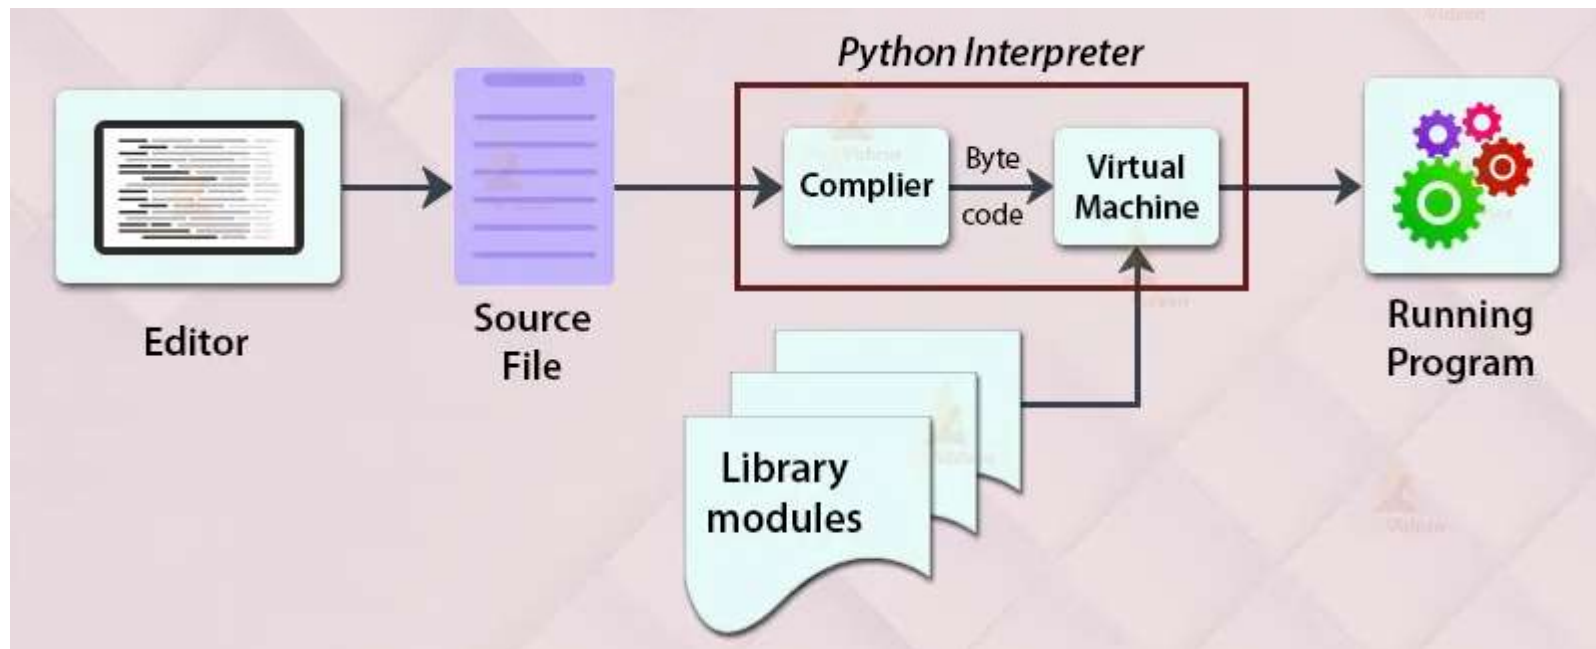 Python Interpreter
Editor
Source
File
Complier
Byte
code
Virtual
Machine
Running
Program
Library
modules